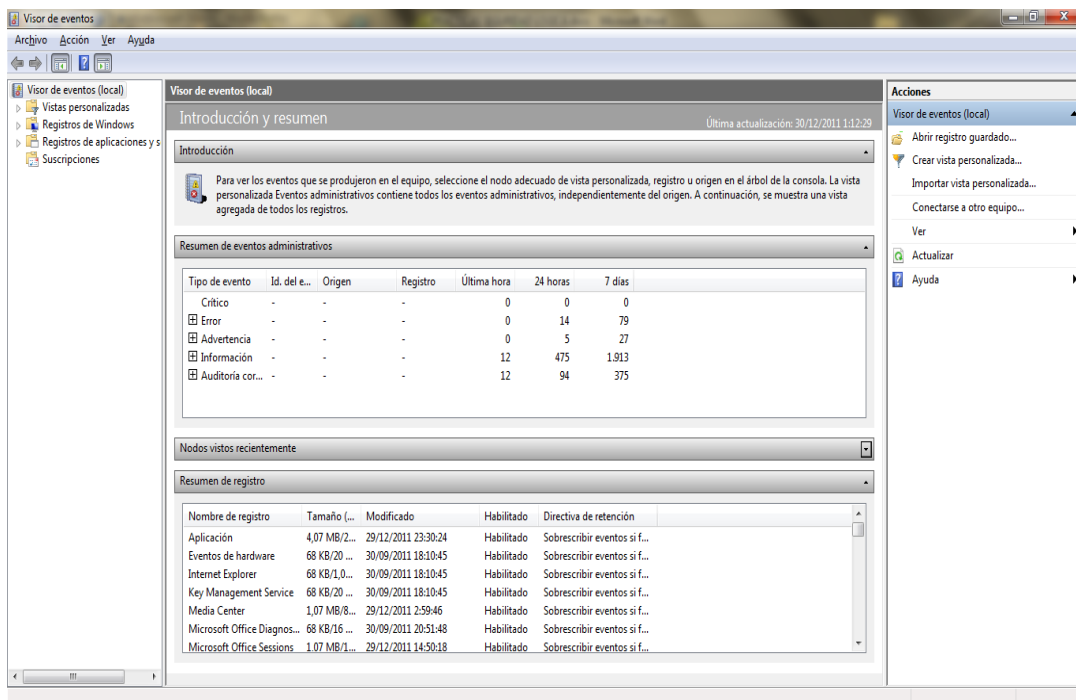 Visor de eventos
Archivo Acción Ver Ayuda
Visor de eventos (local)
Vistas personalizadas
Registros de Windows
Registros de aplicaciones y s
Suscripciones
Visor de eventos (local)
Introducción y resumen
Última actualización: 30/12/2011 1:12:29
Introducción
Para ver los eventos que se produjeron en el equipo, seleccione el nodo adecuado de vista personalizada, registro u origen en el árbol de la consola. La vista
personalizada Eventos administrativos contiene todos los eventos administrativos, independientemente del origen. A continuación, se muestra una vista
agregada de todos los registros.
Resumen de eventos administrativos
Tipo de evento Id. del e... Origen Registro Última hora 24 horas 7 días
Crítico - - - 0 0 0
Error - - - 0 14 79
Advertencia - - - 0 5 27
Información - - - 12 475 1.913
Auditoría cor... - - - 12 94 375
Nodos vistos recientemente
Resumen de registro
Nombre de registro Tamaño (... Modificado Habilitado Directiva de retención
Aplicación 4,07 MB/2... 29/12/2011 23:30:24 Habilitado Sobrescribir eventos si f...
Eventos de hardware 68 KB/20 ... 30/09/2011 18:10:45 Habilitado Sobrescribir eventos si f...
Internet Explorer 68 KB/1,0... 30/09/2011 18:10:45 Habilitado Sobrescribir eventos si f...
Key Management Service 68 KB/20 ... 30/09/2011 18:10:45 Habilitado Sobrescribir eventos si f...
Media Center 1,07 MB/8... 29/12/2011 2:59:46 Habilitado Sobrescribir eventos si f...
Microsoft Office Diagnos... 68 KB/16 ... 30/09/2011 20:51:48 Habilitado Sobrescribir eventos si f...
Microsoft Office Sessions 1.07 MB/1... 29/12/2011 14:50:18 Habilitado Sobrescribir eventos si f...
Acciones
Visor de eventos (local)
Abrir registro guardado...
Crear vista personalizada...
Importar vista personalizada...
Conectarse a otro equipo...
Ver
Actualizar
Ayuda